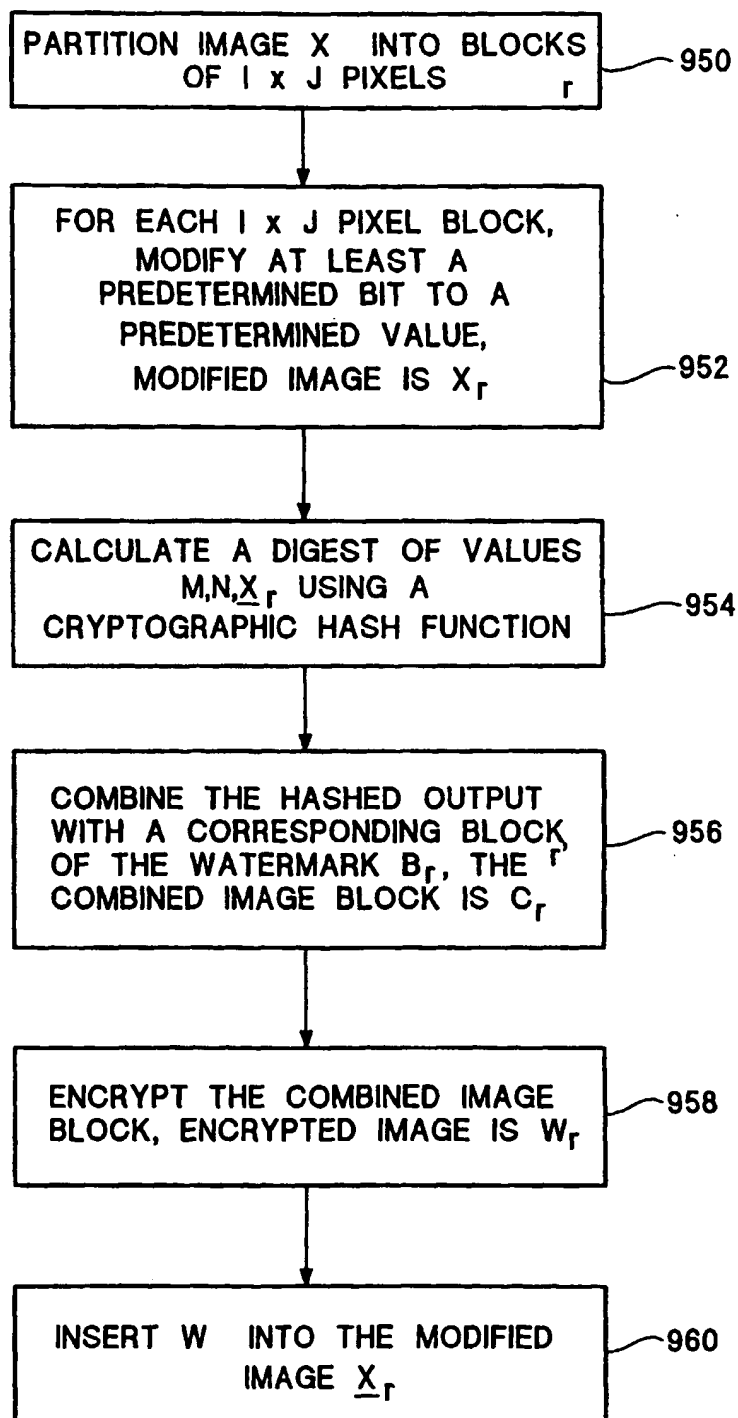 PARTITION IMAGE X INTO BLOCKS
OF I x J PIXELS r
950
FOR EACH I x J PIXEL BLOCK,
MODIFY AT LEAST A
PREDETERMINED BIT TO A
PREDETERMINED VALUE,
MODIFIED IMAGE IS Xr
952
CALCULATE A DIGEST OF VALUES
M,N,Xr USING A
CRYPTOGRAPHIC HASH FUNCTION
954
COMBINE THE HASHED OUTPUT
WITH A CORRESPONDING BLOCK
OF THE WATERMARK Br, THE r,
COMBINED IMAGE BLOCK IS Cr
956
ENCRYPT THE COMBINED IMAGE
BLOCK, ENCRYPTED IMAGE IS Wr
958
INSERT W INTO THE MODIFIED
IMAGE Xr
960